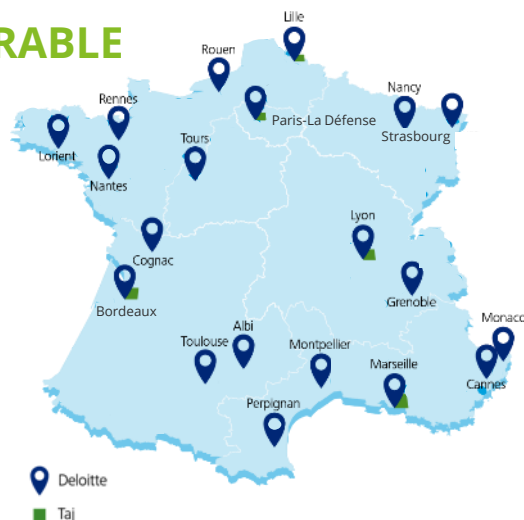 RABLE
Lille
Rouen
Nancy
Rennes
Paris-La Défense
Strasbourg
Tours
Lorient
Nantes
Lyon
Cognac
Grenoble
Bordeaux
Monaco
Albi
Toulouse
Montpellier
Marseille
Cannes
Perpignan
Deloitte
Taj